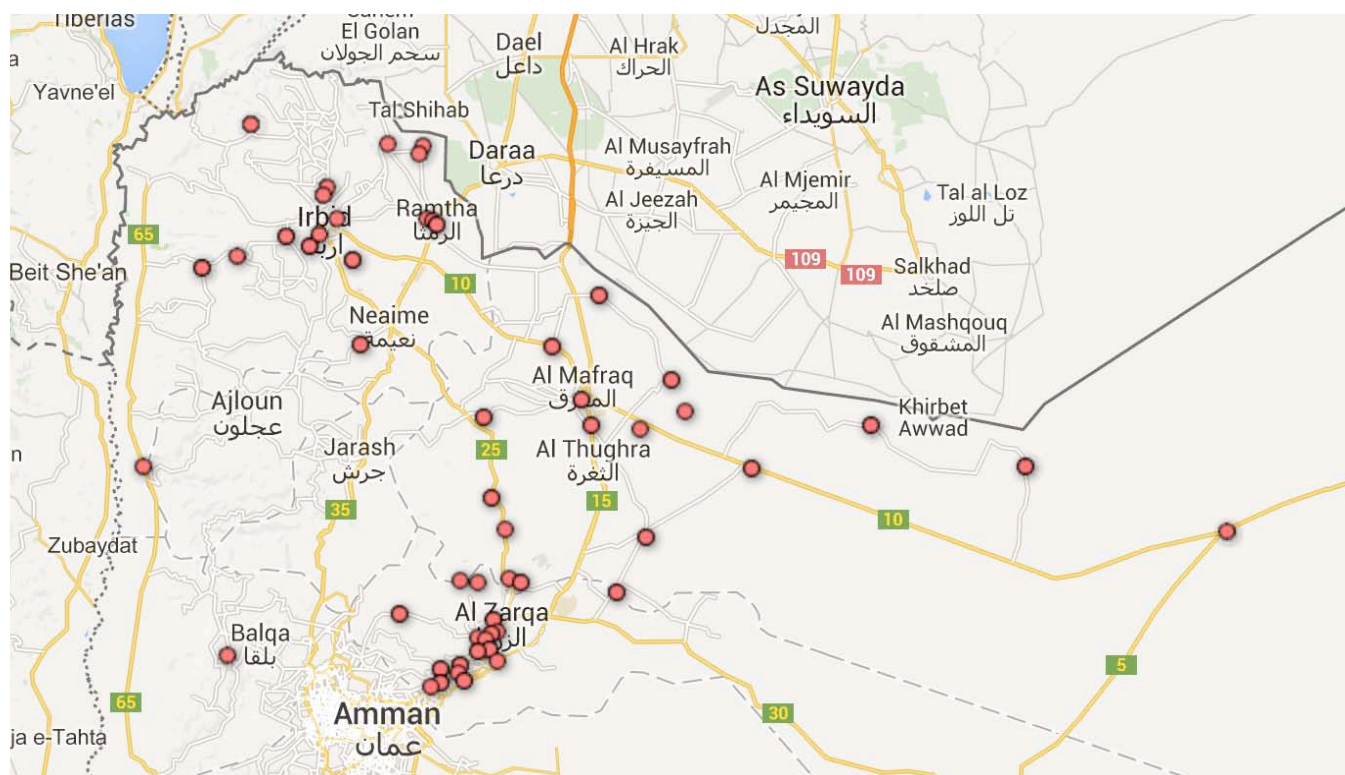 Tiberias
El Golan
سحم الجولان
Dael
داعل
Al Hrak
الحراك
المجدل
As Suwayda
السويداء
Yavne'el
Tal Shihab
Daraa
درعا
Al Musayfrah
المسيفرة
Al Mjemir
المجيمر
Tal al Loz
تل اللوز
Al Jeezah
الجيزة
Irbid
Ramtha
الرمثا
65
109
109
Beit She'an
Salkhad
صلخد
10
Neaime
نعيمة
Al Mashqouq
المشقوق
Al Mafraq
Ajloun
عجلون
Khirbet
Awwad
Jarash
جرش
25
Al Thughra
الثغرة
15
35
10
Zubaydat
Al Zarqa
Balqa
بلقا
5
65
Amman
عمان
30
ja e-Tahta